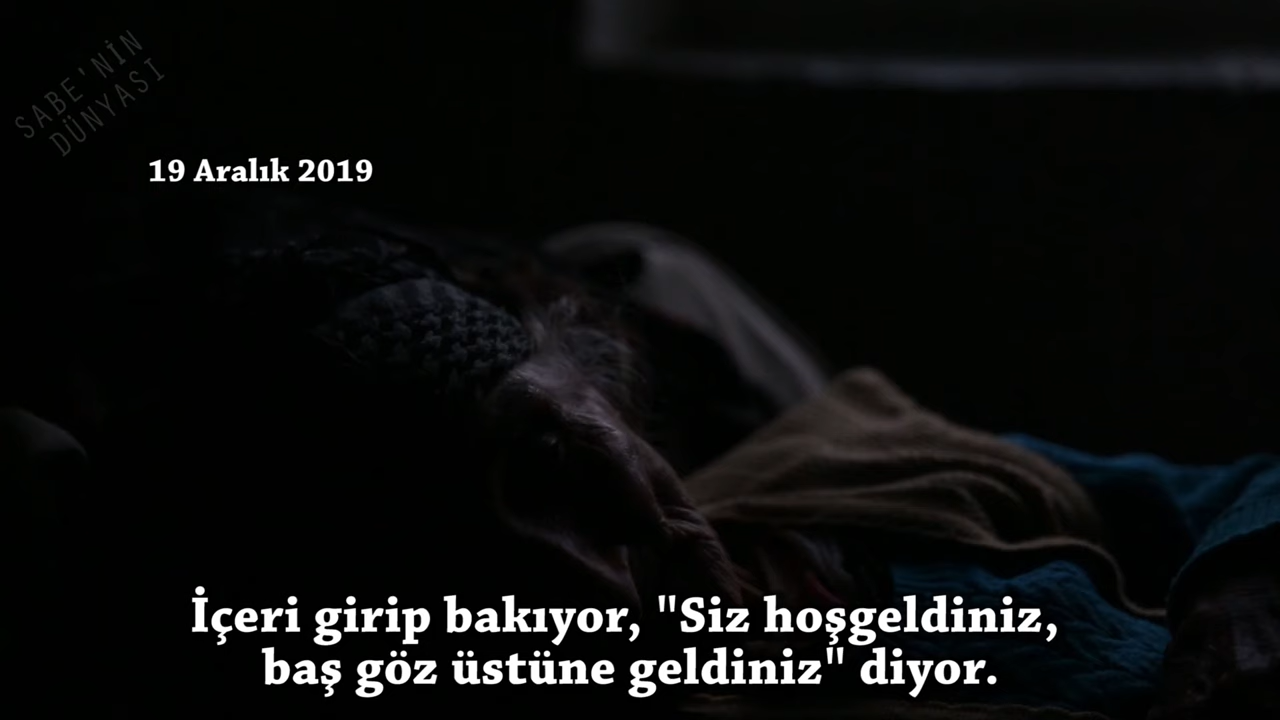 SABE'NİN
DÜNYASI
19 Aralık 2019
İçeri girip bakıyor, "Siz hoşgeldiniz,
baş göz üstüne geldiniz" diyor.